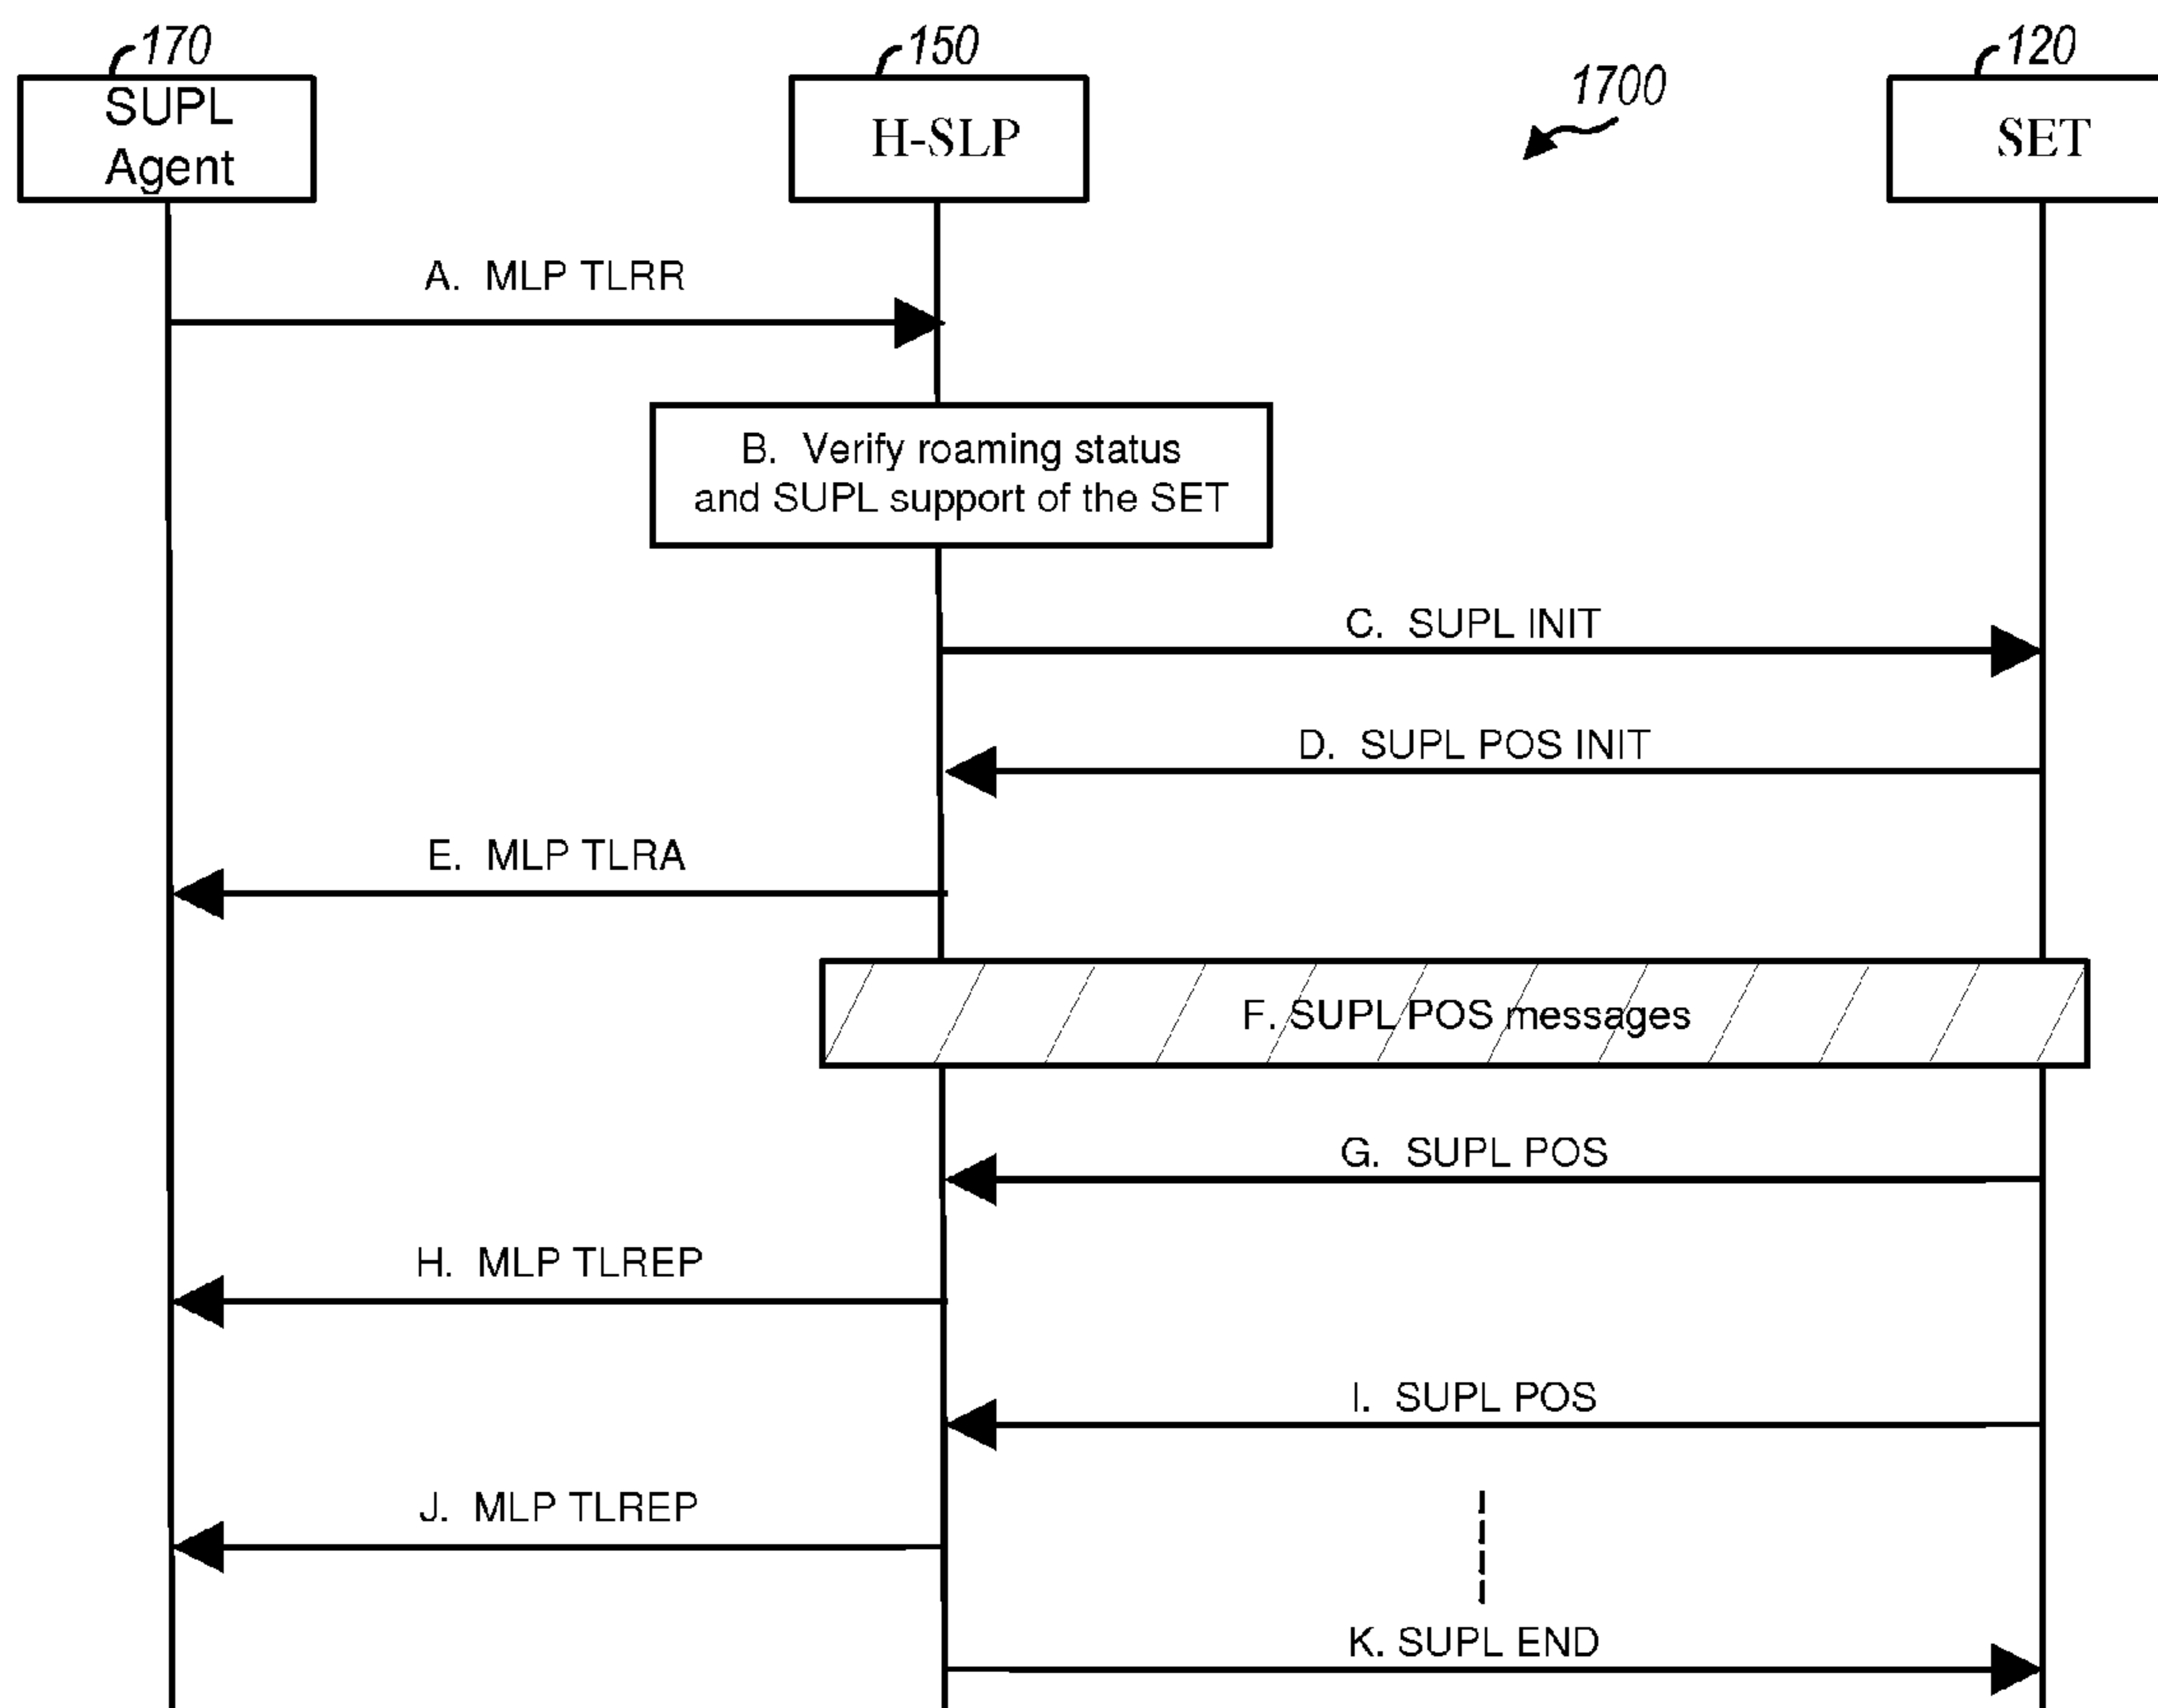 170
150
1700
120
SUPL
Agent
H-SLP
SET
A. MLP TLRR
B. Verify roaming status
and SUPL support of the SET
C. SUPL INIT
D. SUPL POS INIT
E. MLP TLRA
F. SUPL POS messages
G. SUPL POS
H. MLP TLREP
I. SUPL POS
J. MLP TLREP
K. SUPL END